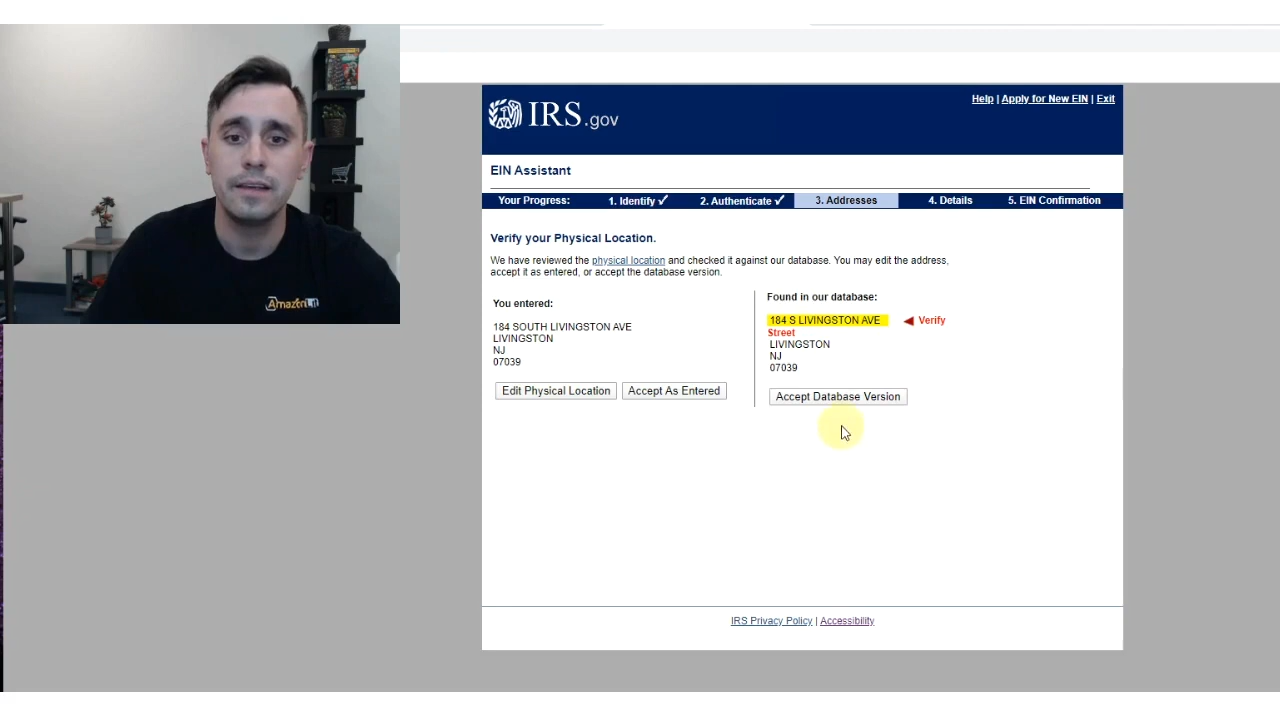 IRS.gov
Help | Apply for New EIN | Exit
EIN Assistant
Your Progress: 1. Identify ✓ 2. Authenticate ✓ 3. Addresses 4. Details 5. EIN Confirmation
Verify your Physical Location.
We have reviewed the physical location and checked it against our database. You may edit the address,
accept it as entered, or accept the database version.
You entered:
184 SOUTH LIVINGSTON AVE
LIVINGSTON
NJ
07039
Edit Physical Location Accept As Entered
Found in our database:
184 S LIVINGSTON AVE ◄ Verify
Street
LIVINGSTON
NJ
07039
Accept Database Version
IRS Privacy Policy | Accessibility